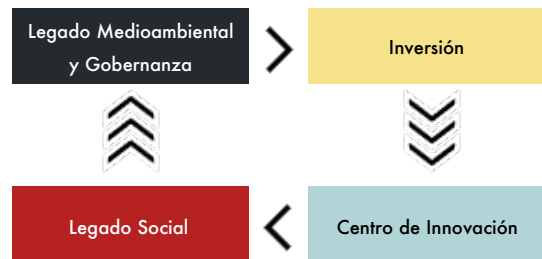 Legado Medioambiental
y Gobernanza
Inversión
Legado Social
Centro de Innovación